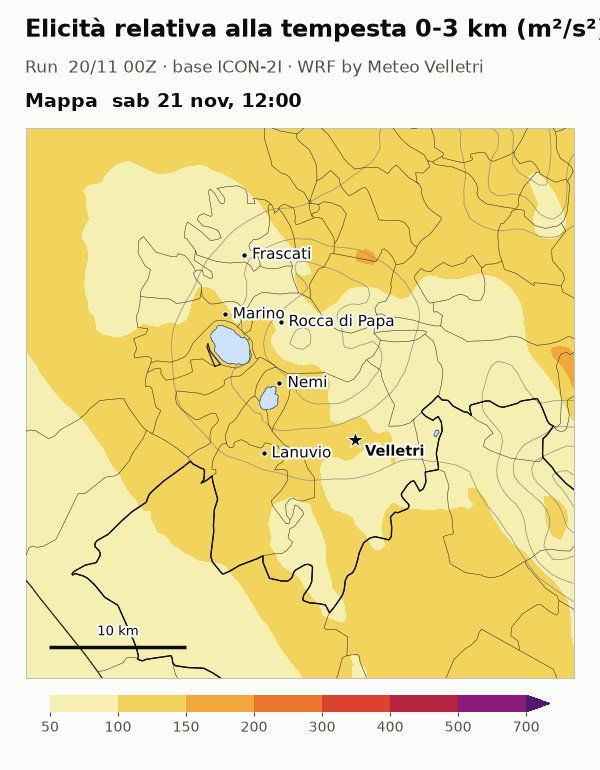 Elicità relativa alla tempesta 0-3 km (m²/s²)
Run 20/11 00Z · base ICON-2I · WRF by Meteo Velletri
Mappa sab 21 nov, 12:00
Frascati
Marino
Rocca di Papa
Nemi
Velletri
Lanuvio
10 km
50 100 150 200 300 400 500 700